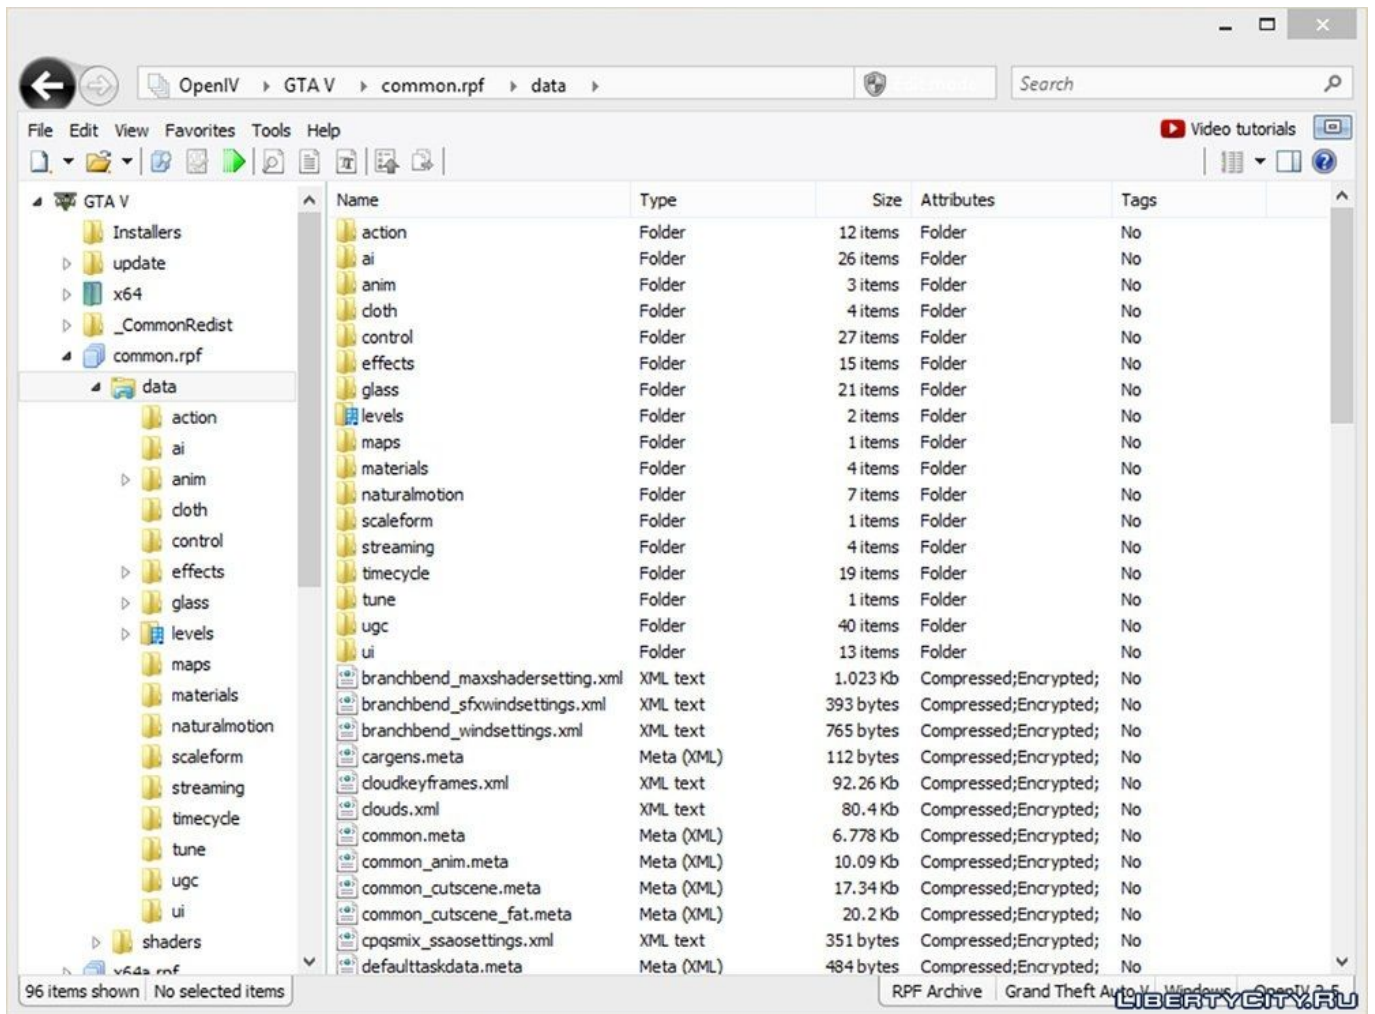 OpenIV GTA V common.rpf data Edit mode Search
File Edit View Favorites Tools Help Video tutorials
GTA V
Installers
update
x64
_CommonRedist
common.rpf
data
action
ai
anim
cloth
control
effects
glass
levels
maps
materials
naturalmotion
scaleform
streaming
timecycle
tune
ugc
ui
shaders
x64a.rpf
Name Type Size Attributes Tags
action Folder 12 items Folder No
ai Folder 26 items Folder No
anim Folder 3 items Folder No
cloth Folder 4 items Folder No
control Folder 27 items Folder No
effects Folder 15 items Folder No
glass Folder 21 items Folder No
levels Folder 2 items Folder No
maps Folder 1 items Folder No
materials Folder 4 items Folder No
naturalmotion Folder 7 items Folder No
scaleform Folder 1 items Folder No
streaming Folder 4 items Folder No
timecycle Folder 19 items Folder No
tune Folder 1 items Folder No
ugc Folder 40 items Folder No
ui Folder 13 items Folder No
branchbend_maxshadersetting.xml XML text 1.023 Kb Compressed;Encrypted; No
branchbend_sfxwindsettings.xml XML text 393 bytes Compressed;Encrypted; No
branchbend_windsettings.xml XML text 765 bytes Compressed;Encrypted; No
cargens.meta Meta (XML) 112 bytes Compressed;Encrypted; No
cloudkeyframes.xml XML text 92.26 Kb Compressed;Encrypted; No
clouds.xml XML text 80.4 Kb Compressed;Encrypted; No
common.meta Meta (XML) 6.778 Kb Compressed;Encrypted; No
common_anim.meta Meta (XML) 10.09 Kb Compressed;Encrypted; No
common_cutscene.meta Meta (XML) 17.34 Kb Compressed;Encrypted; No
common_cutscene_fat.meta Meta (XML) 20.2 Kb Compressed;Encrypted; No
cpqsmix_ssaosettings.xml XML text 351 bytes Compressed;Encrypted; No
defaulttaskdata.meta Meta (XML) 484 bytes Compressed;Encrypted; No
96 items shown No selected items RPF Archive Grand Theft Auto V Windows OpenIV 2.5
LIBERTYCITY.RU